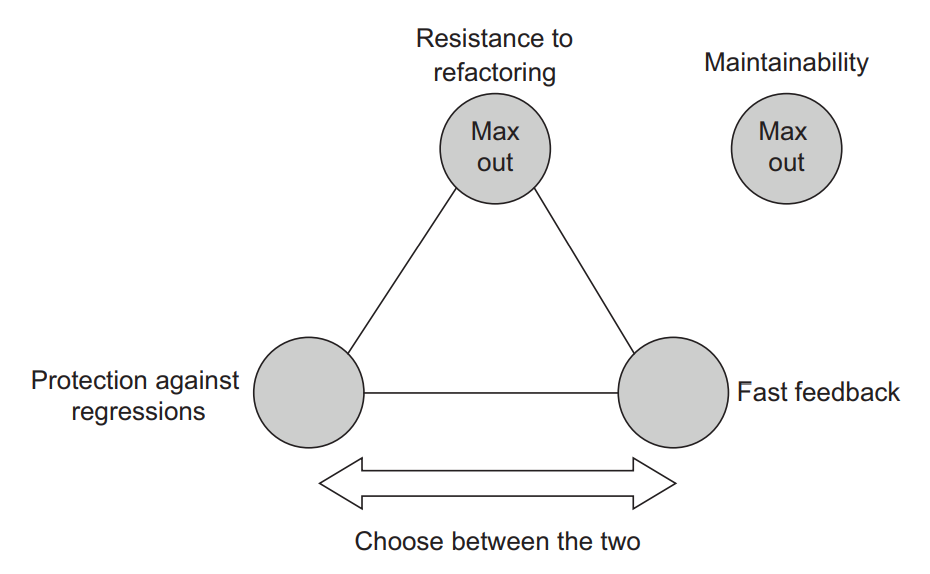 Resistance to
refactoring
Maintainability
Max
out
Max
out
Protection against
regressions
Fast feedback
Choose between the two